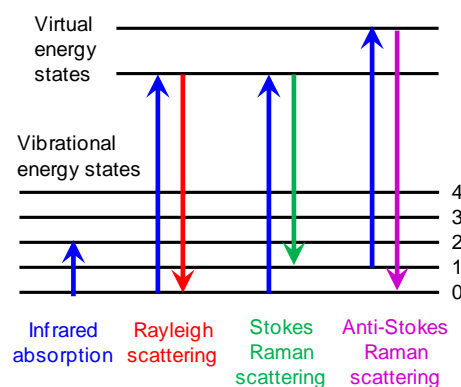 Virtual
energy
states
Vibrational
energy states
4
3
2
1
0
Infrared
absorption
Rayleigh
scattering
Stokes
Raman
scattering
Anti-Stokes
Raman
scattering